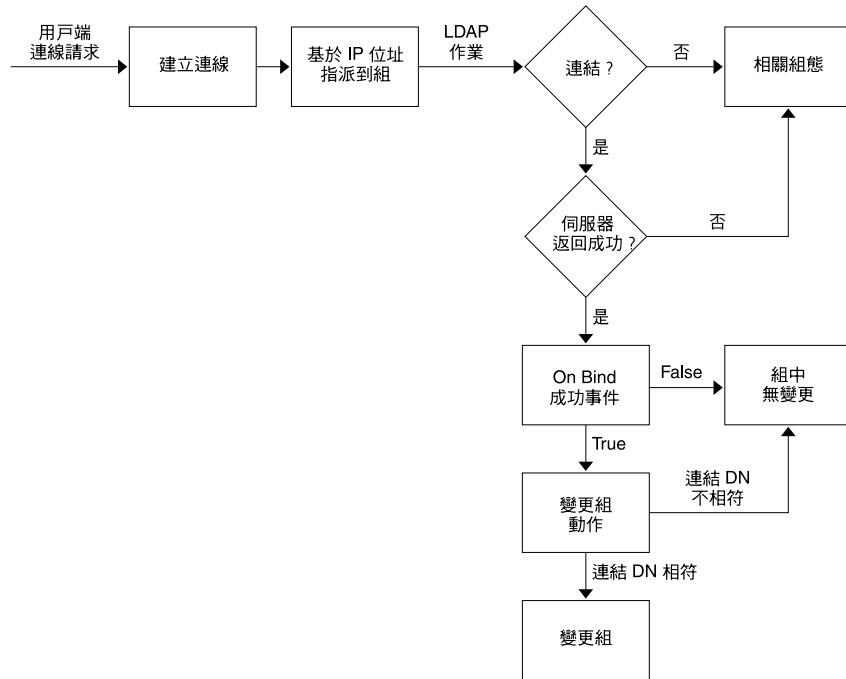 用戶端
連線請求
建立連線
基於 IP 位址
指派到組
LDAP
作業
連結？
否
相關組態
是
伺服器
返回成功？
否
是
On Bind
成功事件
False
組中
無變更
True
變更組
動作
連結 DN
不相符
連結 DN 相符
變更組